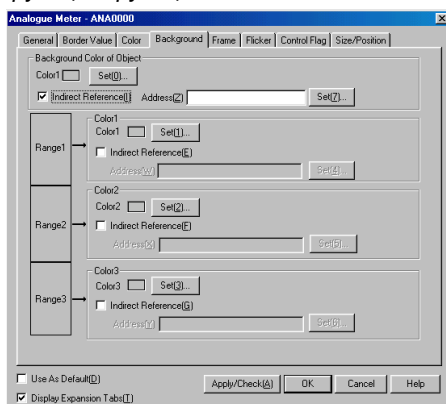 Analogue Meter - ANA0000
General Border Value Color Background Frame Flicker Control Flag Size/Position
Background Color of Object
Color1 Set(0)...
Indirect Reference(I) Address(Z) Set(7)...
Color1
Range1 Color1 Set(1)...
Indirect Reference(E)
Address(W) Set(4)...
Color2
Range2 Color2 Set(2)...
Indirect Reference(F)
Address(X) Set(5)...
Color3
Range3 Color3 Set(3)...
Indirect Reference(G)
Address(Y) Set(6)...
Use As Default(D)
Apply/Check(A) OK Cancel Help
Display Expansion Tabs(T)